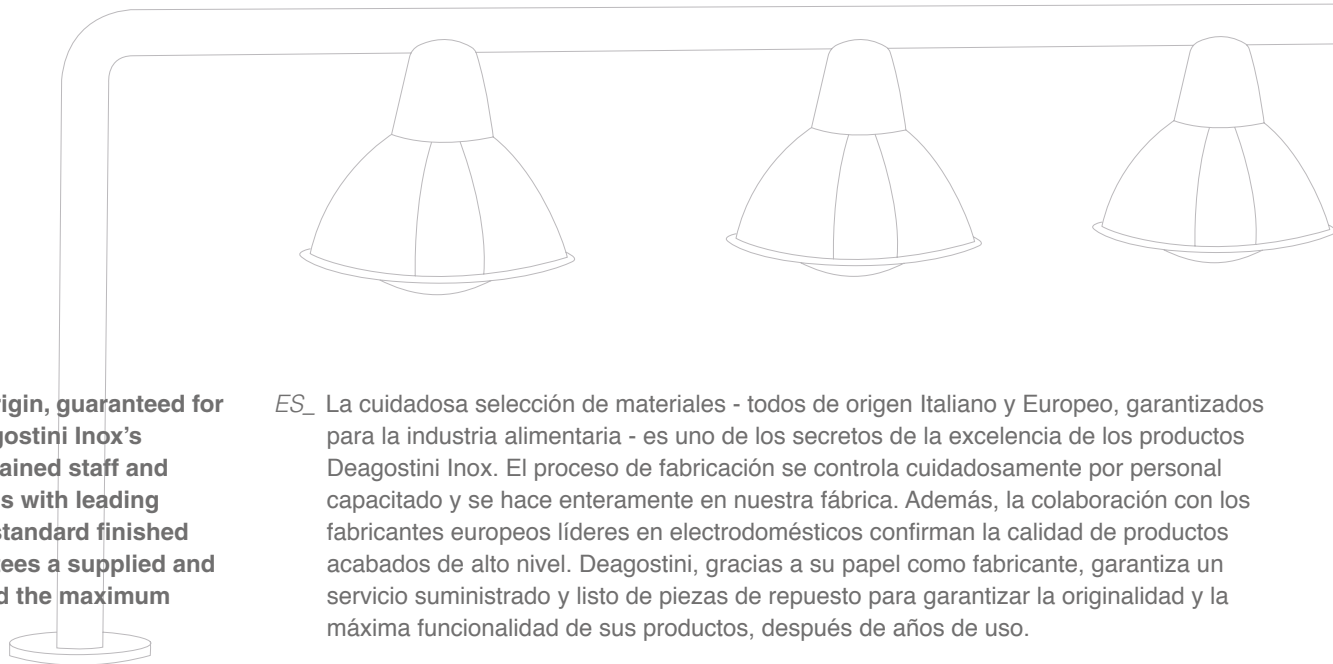 rigin, guaranteed for
gostini Inox’s
ained staff and
s with leading
standard finished
tees a supplied and
d the maximum
ES_ La cuidadosa selección de materiales - todos de origen Italiano y Europeo, garantizados
para la industria alimentaria - es uno de los secretos de la excelencia de los productos
Deagostini Inox. El proceso de fabricación se controla cuidadosamente por personal
capacitado y se hace enteramente en nuestra fábrica. Además, la colaboración con los
fabricantes europeos líderes en electrodomésticos confirman la calidad de productos
acabados de alto nivel. Deagostini, gracias a su papel como fabricante, garantiza un
servicio suministrado y listo de piezas de repuesto para garantizar la originalidad y la
máxima funcionalidad de sus productos, después de años de uso.